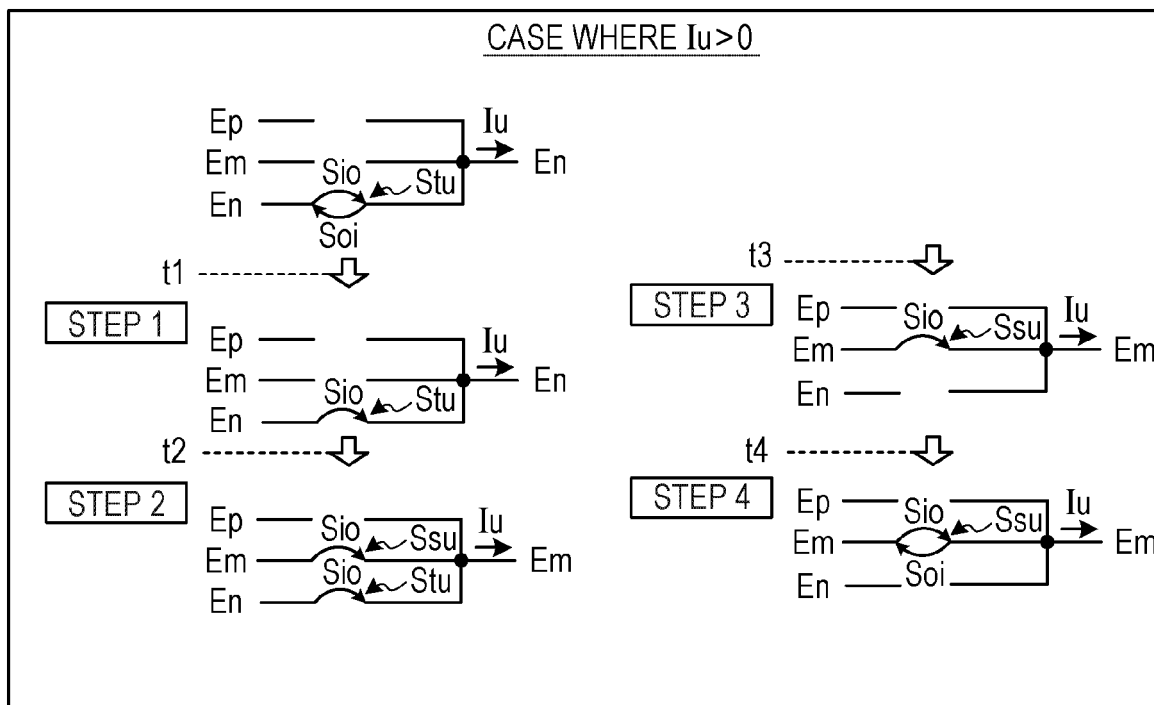 CASE WHERE Iu>0
Ep
Iu
Em
Sio
En
En
Stu
Soi
t1
STEP 1
Ep
Iu
Em
Sio
En
En
Stu
t2
STEP 2
Ep
Sio
Iu
Em
Ssu
Em
Sio
En
Stu
t3
STEP 3
Ep
Sio
Iu
Em
Ssu
Em
En
t4
STEP 4
Ep
Sio
Iu
Em
Ssu
Em
Soi
En